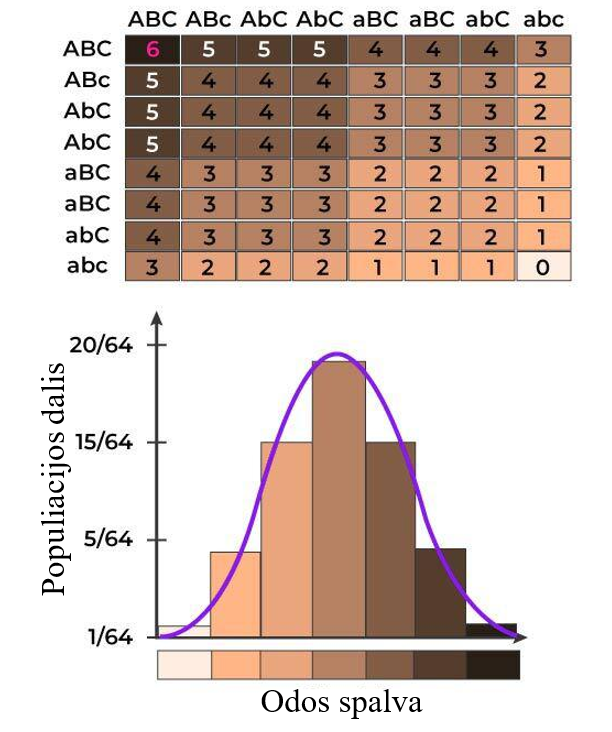 ABC ABc AbC AbC aBC aBC abC abc
ABC 6 5 5 5 4 4 4 3
ABc 5 4 4 4 3 3 3 2
AbC 5 4 4 4 3 3 3 2
AbC 5 4 4 4 3 3 3 2
aBC 4 3 3 3 2 2 2 1
aBC 4 3 3 3 2 2 2 1
abC 4 3 3 3 2 2 2 1
abc 3 2 2 2 1 1 1 0
Populiacijos dalis
20/64
15/64
5/64
1/64
Odos spalva